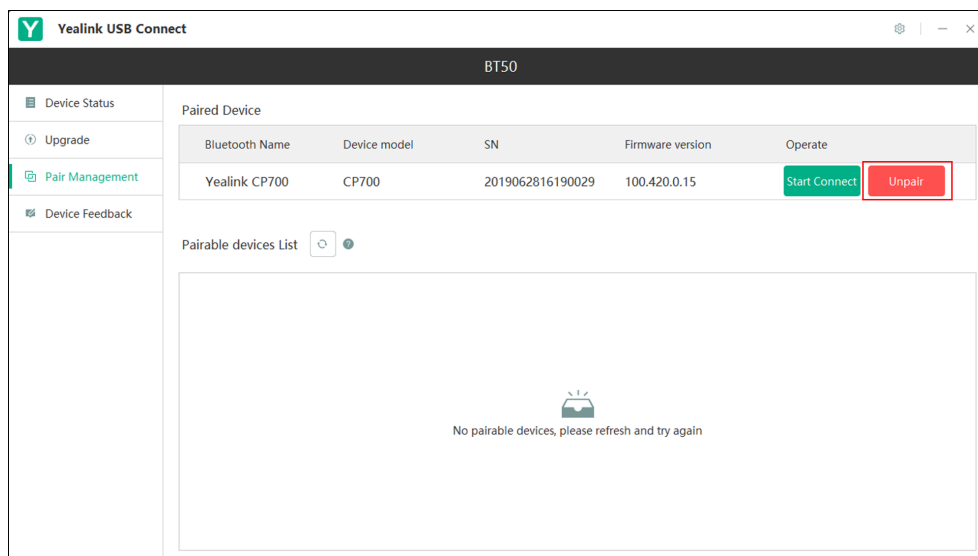 Y Yealink USB Connect
BT50
Device Status
Upgrade
Pair Management
Device Feedback
Paired Device
Bluetooth Name Device model SN Firmware version Operate
Yealink CP700 CP700 2019062816190029 100.420.0.15 Start Connect Unpair
Pairable devices List ?
No pairable devices, please refresh and try again